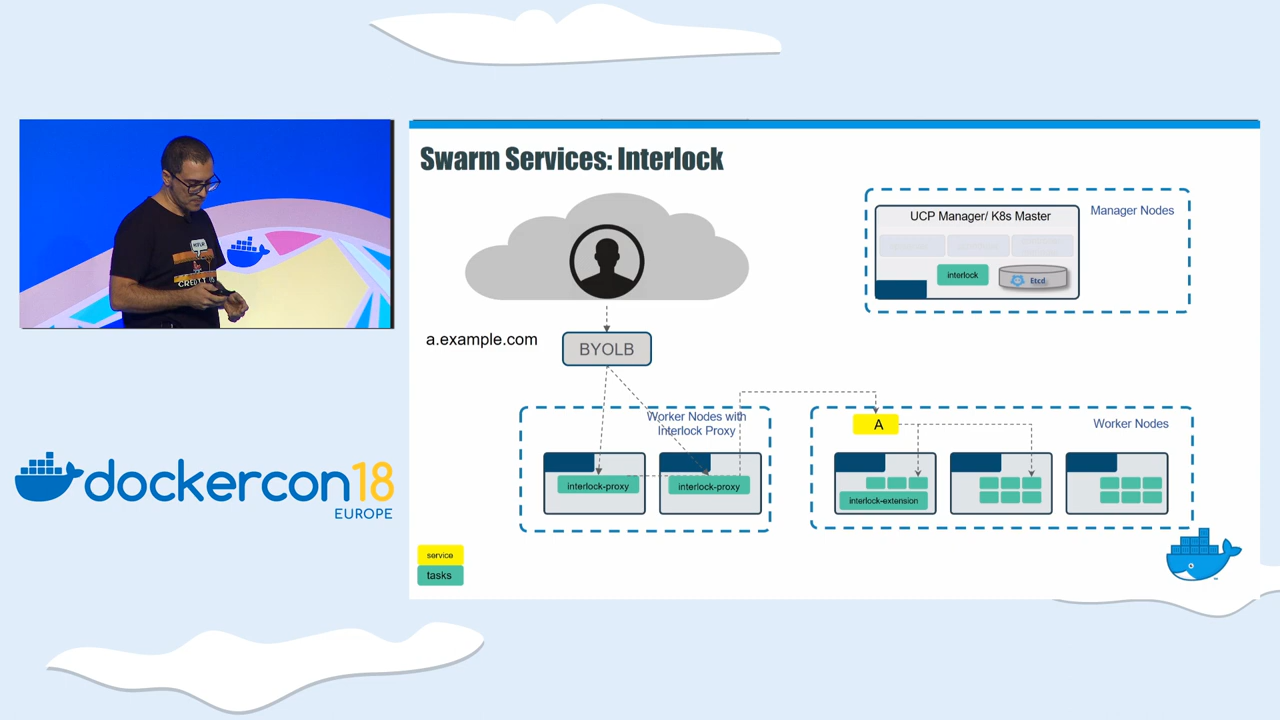 Swarm Services: Interlock
UCP Manager/ K8s Master
Manager Nodes
interlock
Etcd
a.example.com
BYOLB
Worker Nodes with
Interlock Proxy
A
Worker Nodes
interlock-proxy
interlock-proxy
interlock-extension
service
tasks
dockercon18
EUROPE